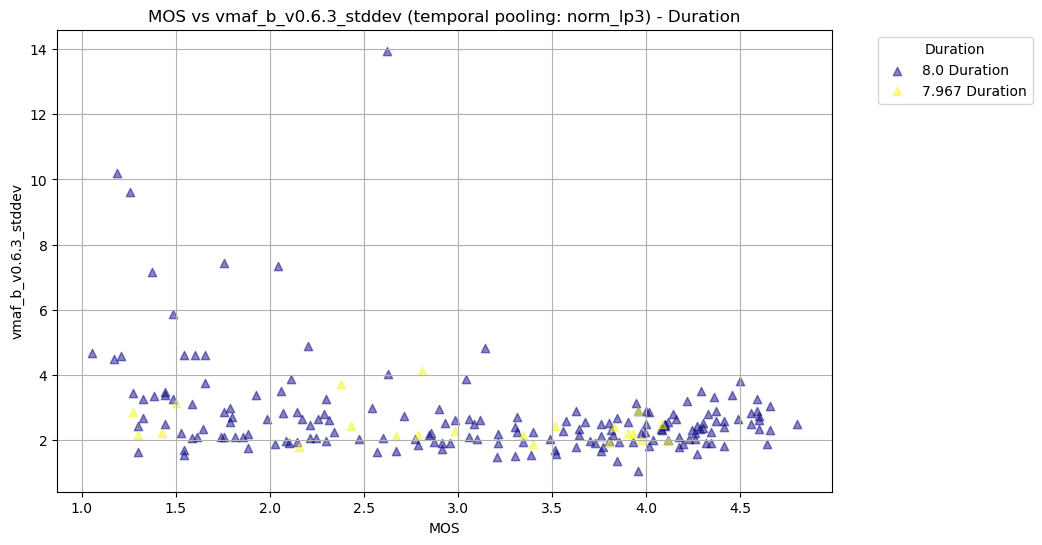 MOS vs vmaf_b_v0.6.3_stddev (temporal pooling: norm_lp3) - Duration
Duration
8.0 Duration
7.967 Duration
vmaf_b_v0.6.3_stddev
14
12
10
8
6
4
2
1.0 1.5 2.0 2.5 3.0 3.5 4.0 4.5
MOS